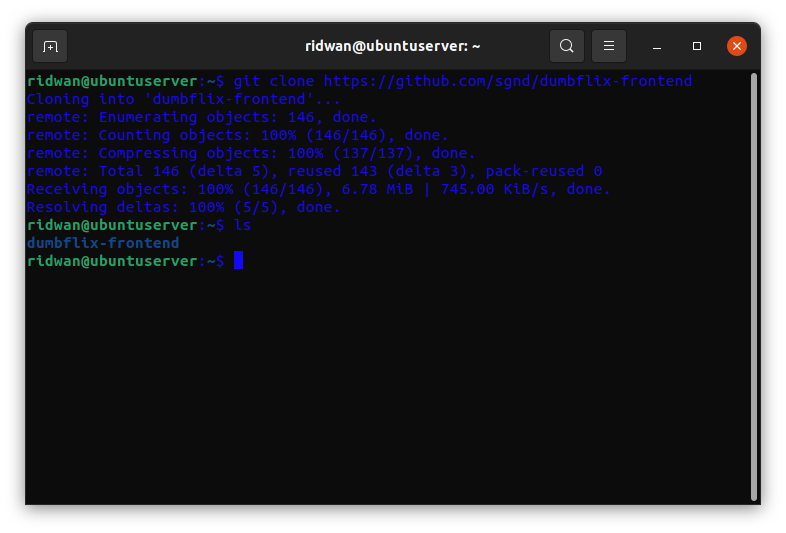 ridwan@ubuntuserver: ~
ridwan@ubuntuserver:~$ git clone https://github.com/sgnd/dumbflix-frontend
Cloning into 'dumbflix-frontend'...
remote: Enumerating objects: 146, done.
remote: Counting objects: 100% (146/146), done.
remote: Compressing objects: 100% (137/137), done.
remote: Total 146 (delta 5), reused 143 (delta 3), pack-reused 0
Receiving objects: 100% (146/146), 6.78 MiB | 745.00 KiB/s, done.
Resolving deltas: 100% (5/5), done.
ridwan@ubuntuserver:~$ ls
dumbflix-frontend
ridwan@ubuntuserver:~$